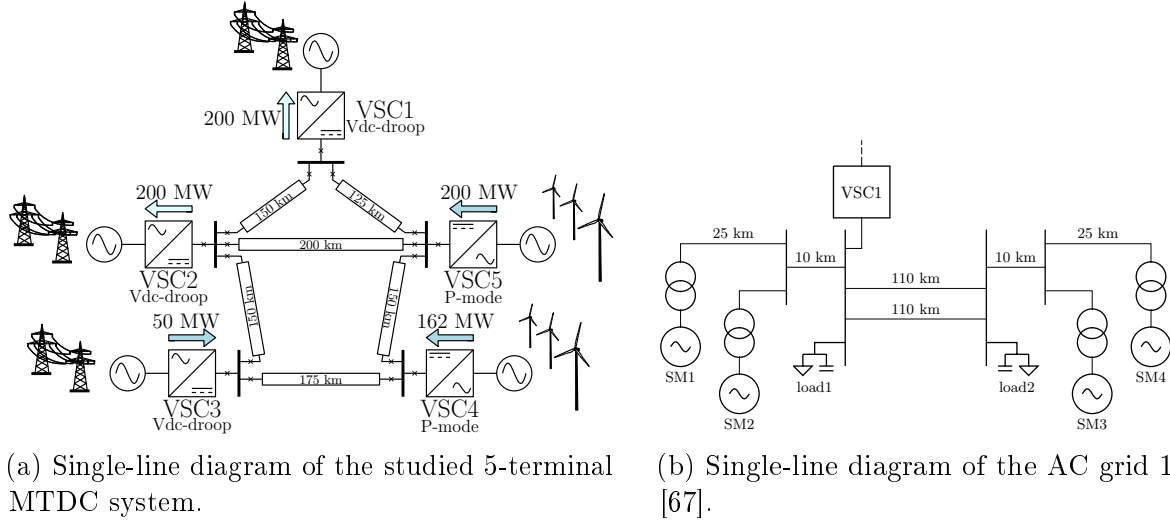 200 MW
VSC1
Vdc-droop
150 km
125 km
200 MW
200 MW
200 km
VSC2
Vdc-droop
VSC5
P-mode
150 km
150 km
50 MW
162 MW
175 km
VSC3
Vdc-droop
VSC4
P-mode
(a) Single-line diagram of the studied 5-terminal
MTDC system.
VSC1
25 km
10 km
110 km
110 km
10 km
25 km
SM1
SM2
load1
load2
SM3
SM4
(b) Single-line diagram of the AC grid 1
[67].